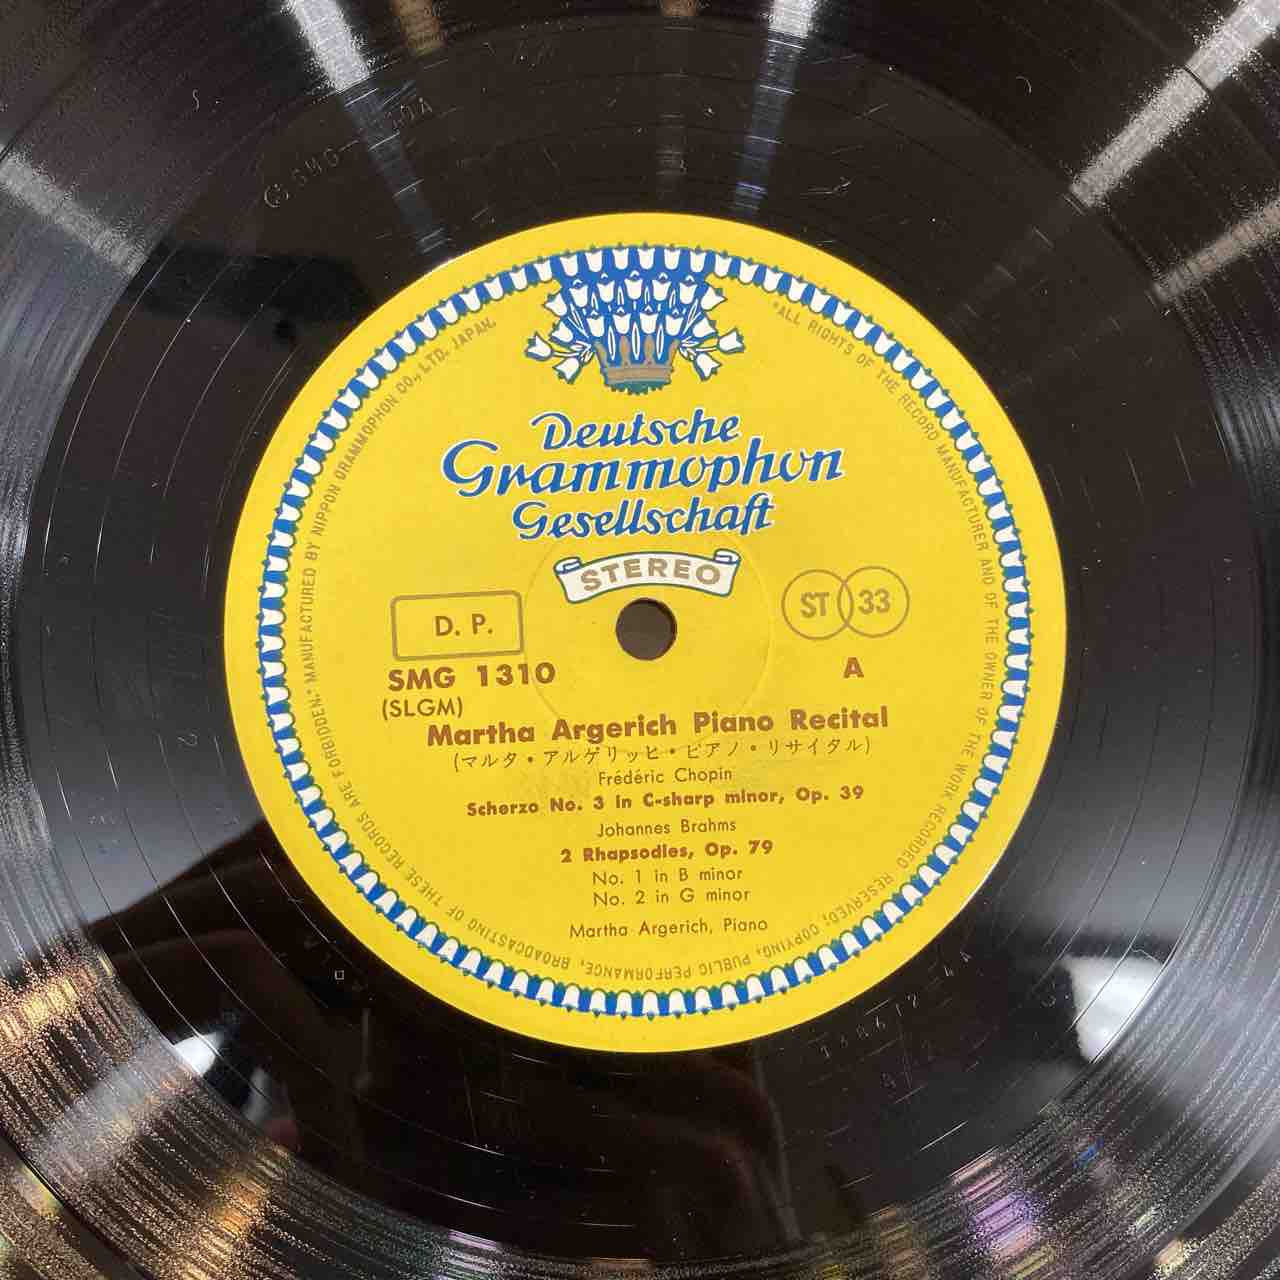 Deutsche
Grammophon
Gesellschaft
STEREO
D. P.
ST 33
SMG 1310
A
(SLGM)
Martha Argerich Piano Recital
(マルタ・アルゲリッヒ・ピアノ・リサイタル)
Frédéric Chopin
Scherzo No. 3 in C-sharp minor, Op. 39
Johannes Brahms
2 Rhapsodies, Op. 79
No. 1 in B minor
No. 2 in G minor
Martha Argerich, Piano
*ALL RIGHTS OF THE RECORD MANUFACTURER AND OF THE OWNER OF THE WORK RECORDED RESERVED; COPYING, PUBLIC PERFORMANCE, BROADCASTING OF THESE RECORDS ARE FORBIDDEN.* MANUFACTURED BY NIPPON GRAMMOPHON CO., LTD. JAPAN.